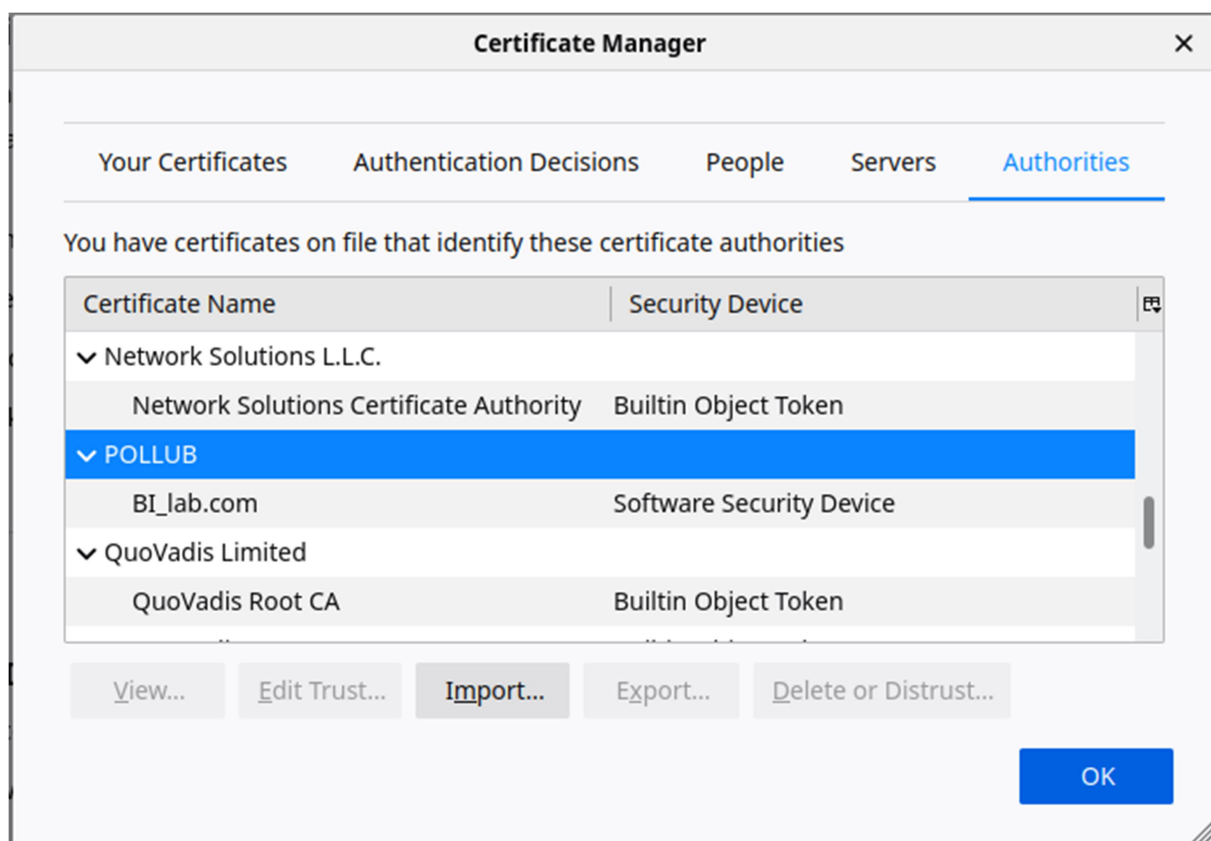 Certificate Manager
Your Certificates Authentication Decisions People Servers Authorities
You have certificates on file that identify these certificate authorities
Certificate Name Security Device
Network Solutions L.L.C.
Network Solutions Certificate Authority Builtin Object Token
POLLUB
BI_lab.com Software Security Device
QuoVadis Limited
QuoVadis Root CA Builtin Object Token
View... Edit Trust... Import... Export... Delete or Distrust...
OK